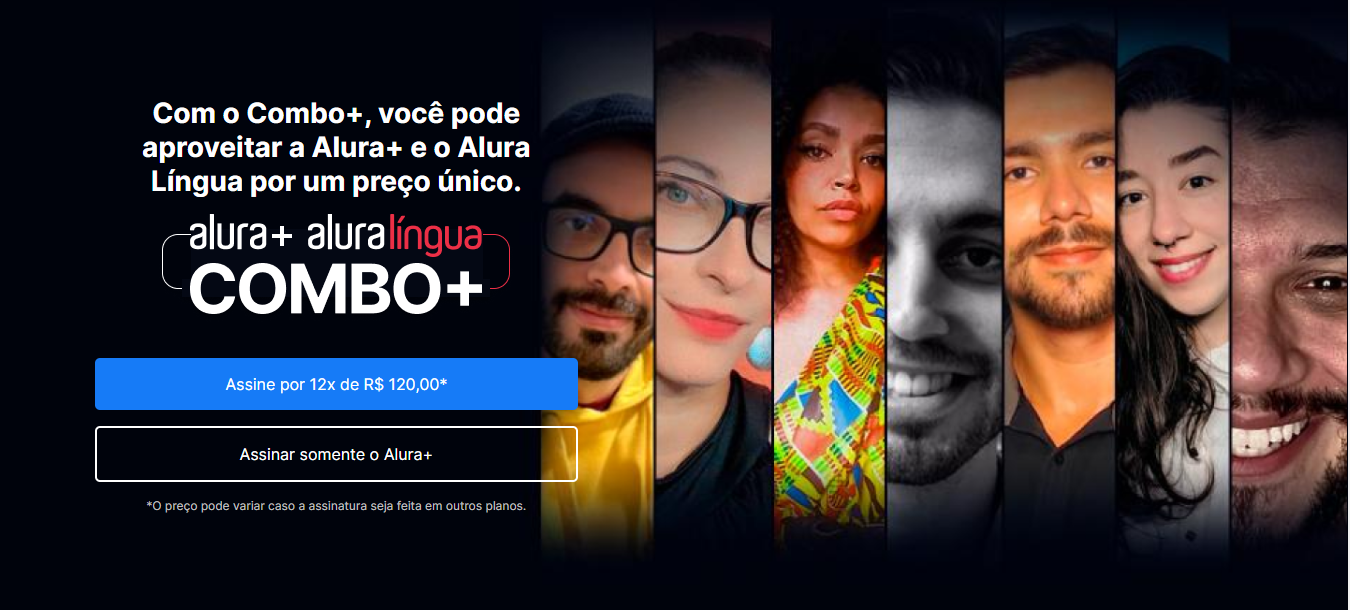 Com o Combo+, você pode
aproveitar a Alura+ e o Alura
Língua por um preço único.
alura+ aluralíngua
COMBO+
Assine por 12x de R$ 120,00*
Assinar somente o Alura+
*O preço pode variar caso a assinatura seja feita em outros planos.